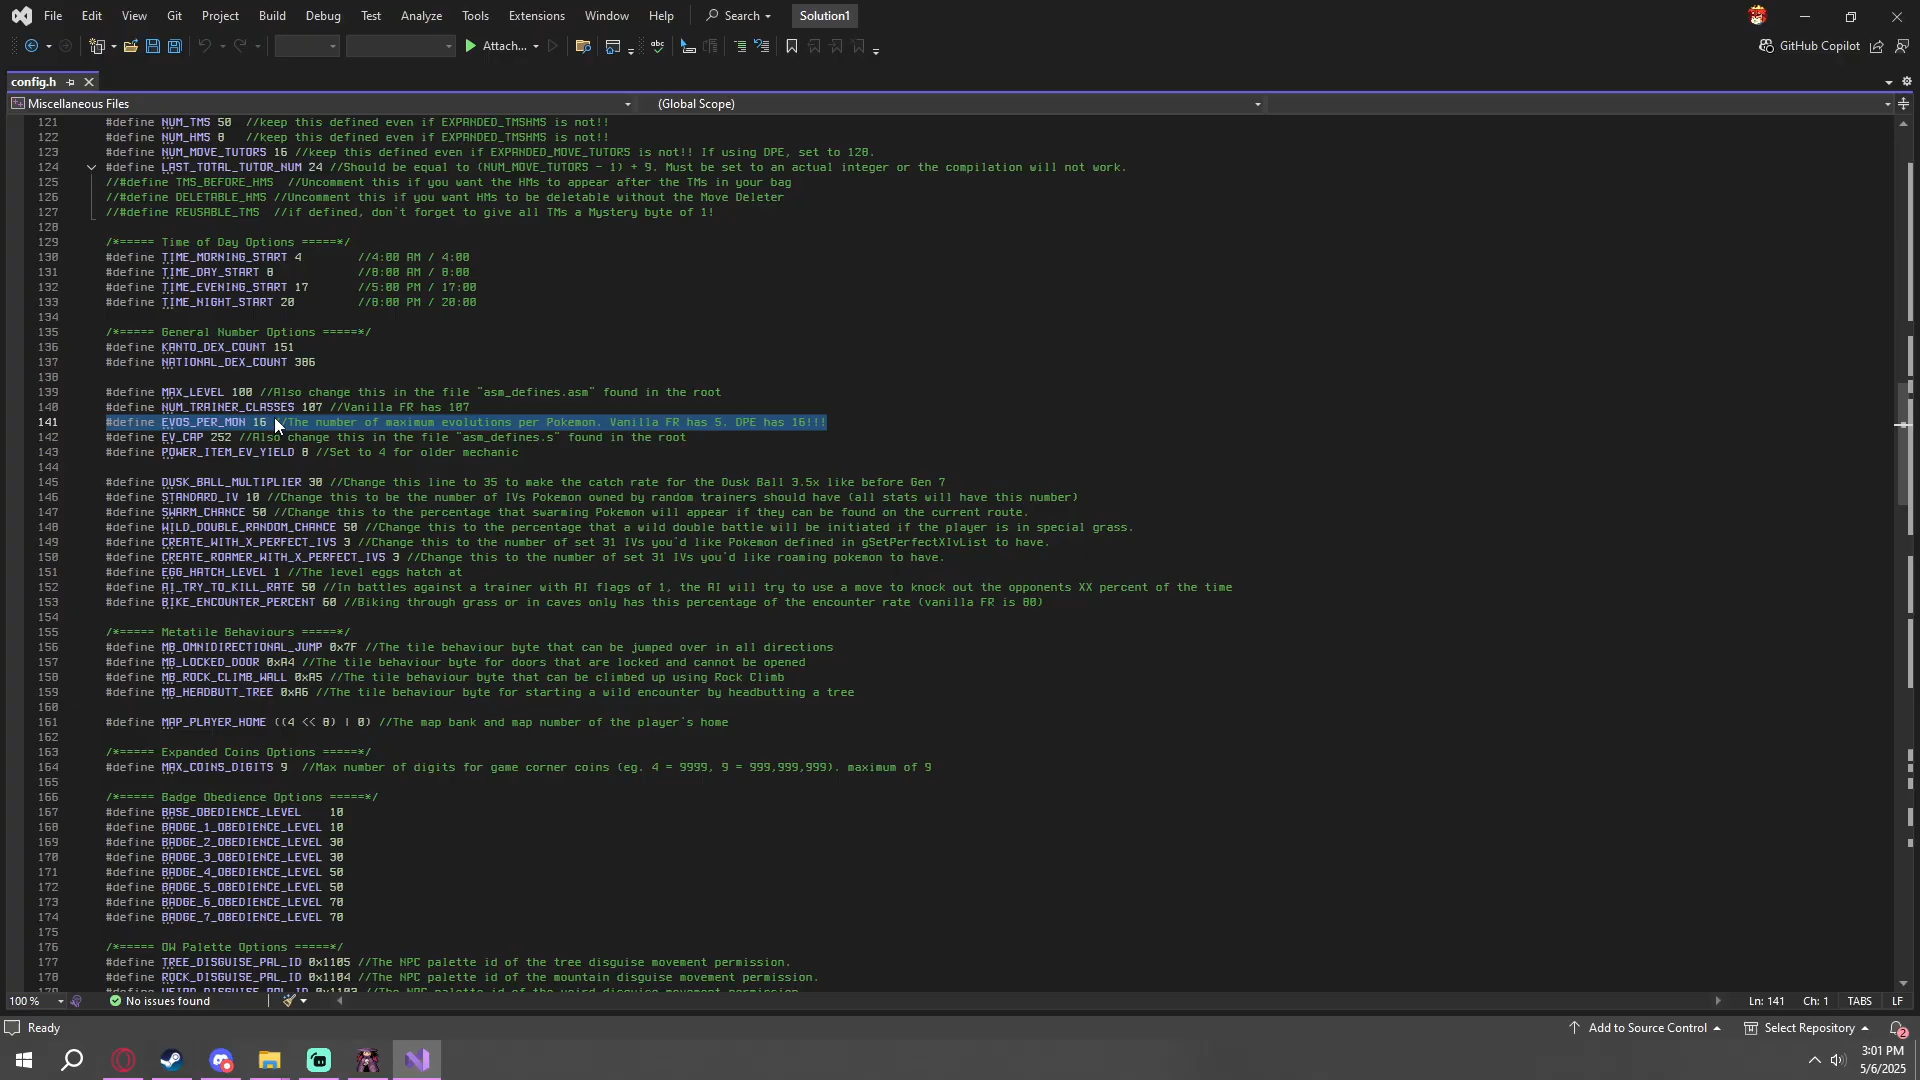 File Edit View Git Project Build Debug Test Analyze Tools Extensions Window Help Search Solution1
Attach... GitHub Copilot
config.h
Miscellaneous Files (Global Scope)
121 #define NUM_TMS 50 //keep this defined even if EXPANDED_TMSHMS is not!!
122 #define NUM_HMS 8 //keep this defined even if EXPANDED_TMSHMS is not!!
123 #define NUM_MOVE_TUTORS 16 //keep this defined even if EXPANDED_MOVE_TUTORS is not!! If using DPE, set to 128.
124 #define LAST_TOTAL_TUTOR_NUM 24 //Should be equal to (NUM_MOVE_TUTORS - 1) + 9. Must be set to an actual integer or the compilation will not work.
125 //#define TMS_BEFORE_HMS //Uncomment this if you want the HMs to appear after the TMs in your bag
126 //#define DELETABLE_HMS //Uncomment this if you want HMs to be deletable without the Move Deleter
127 //#define REUSABLE_TMS //if defined, don't forget to give all TMs a Mystery byte of 1!
128
129 /*===== Time of Day Options =====*/
130 #define TIME_MORNING_START 4 //4:00 AM / 4:00
131 #define TIME_DAY_START 8 //8:00 AM / 8:00
132 #define TIME_EVENING_START 17 //5:00 PM / 17:00
133 #define TIME_NIGHT_START 20 //8:00 PM / 20:00
134
135 /*===== General Number Options =====*/
136 #define KANTO_DEX_COUNT 151
137 #define NATIONAL_DEX_COUNT 386
138
139 #define MAX_LEVEL 100 //Also change this in the file "asm_defines.asm" found in the root
140 #define NUM_TRAINER_CLASSES 107 //Vanilla FR has 107
141 #define EVOS_PER_MON 16 //The number of maximum evolutions per Pokemon. Vanilla FR has 5. DPE has 16!!!
142 #define EV_CAP 252 //Also change this in the file "asm_defines.s" found in the root
143 #define POWER_ITEM_EV_YIELD 8 //Set to 4 for older mechanic
144
145 #define DUSK_BALL_MULTIPLIER 30 //Change this line to 35 to make the catch rate for the Dusk Ball 3.5x like before Gen 7
146 #define STANDARD_IV 10 //Change this to be the number of IVs Pokemon owned by random trainers should have (all stats will have this number)
147 #define SWARM_CHANCE 50 //Change this to the percentage that swarming Pokemon will appear if they can be found on the current route.
148 #define WILD_DOUBLE_RANDOM_CHANCE 50 //Change this to the percentage that a wild double battle will be initiated if the player is in special grass.
149 #define CREATE_WITH_X_PERFECT_IVS 3 //Change this to the number of set 31 IVs you'd like Pokemon defined in gSetPerfectXIvList to have.
150 #define CREATE_ROAMER_WITH_X_PERFECT_IVS 3 //Change this to the number of set 31 IVs you'd like roaming pokemon to have.
151 #define EGG_HATCH_LEVEL 1 //The level eggs hatch at
152 #define AI_TRY_TO_KILL_RATE 50 //In battles against a trainer with AI flags of 1, the AI will try to use a move to knock out the opponents XX percent of the time
153 #define BIKE_ENCOUNTER_PERCENT 60 //Biking through grass or in caves only has this percentage of the encounter rate (vanilla FR is 80)
154
155 /*===== Metatile Behaviours =====*/
156 #define MB_OMNIDIRECTIONAL_JUMP 0x7F //The tile behaviour byte that can be jumped over in all directions
157 #define MB_LOCKED_DOOR 0xA4 //The tile behaviour byte for doors that are locked and cannot be opened
158 #define MB_ROCK_CLIMB_WALL 0xA5 //The tile behaviour byte that can be climbed up using Rock Climb
159 #define MB_HEADBUTT_TREE 0xA6 //The tile behaviour byte for starting a wild encounter by headbutting a tree
160
161 #define MAP_PLAYER_HOME ((4 << 8) | 0) //The map bank and map number of the player's home
162
163 /*===== Expanded Coins Options =====*/
164 #define MAX_COINS_DIGITS 9 //Max number of digits for game corner coins (eg. 4 = 9999, 9 = 999,999,999). maximum of 9
165
166 /*===== Badge Obedience Options =====*/
167 #define BASE_OBEDIENCE_LEVEL 10
168 #define BADGE_1_OBEDIENCE_LEVEL 10
169 #define BADGE_2_OBEDIENCE_LEVEL 30
170 #define BADGE_3_OBEDIENCE_LEVEL 30
171 #define BADGE_4_OBEDIENCE_LEVEL 50
172 #define BADGE_5_OBEDIENCE_LEVEL 50
173 #define BADGE_6_OBEDIENCE_LEVEL 70
174 #define BADGE_7_OBEDIENCE_LEVEL 70
175
176 /*===== OW Palette Options =====*/
177 #define TREE_DISGUISE_PAL_ID 0x1105 //The NPC palette id of the tree disguise movement permission.
178 #define ROCK_DISGUISE_PAL_ID 0x1104 //The NPC palette id of the mountain disguise movement permission.
100 % No issues found Ln: 141 Ch: 1 TABS LF
Ready Add to Source Control Select Repository 2
3:01 PM
5/6/2025